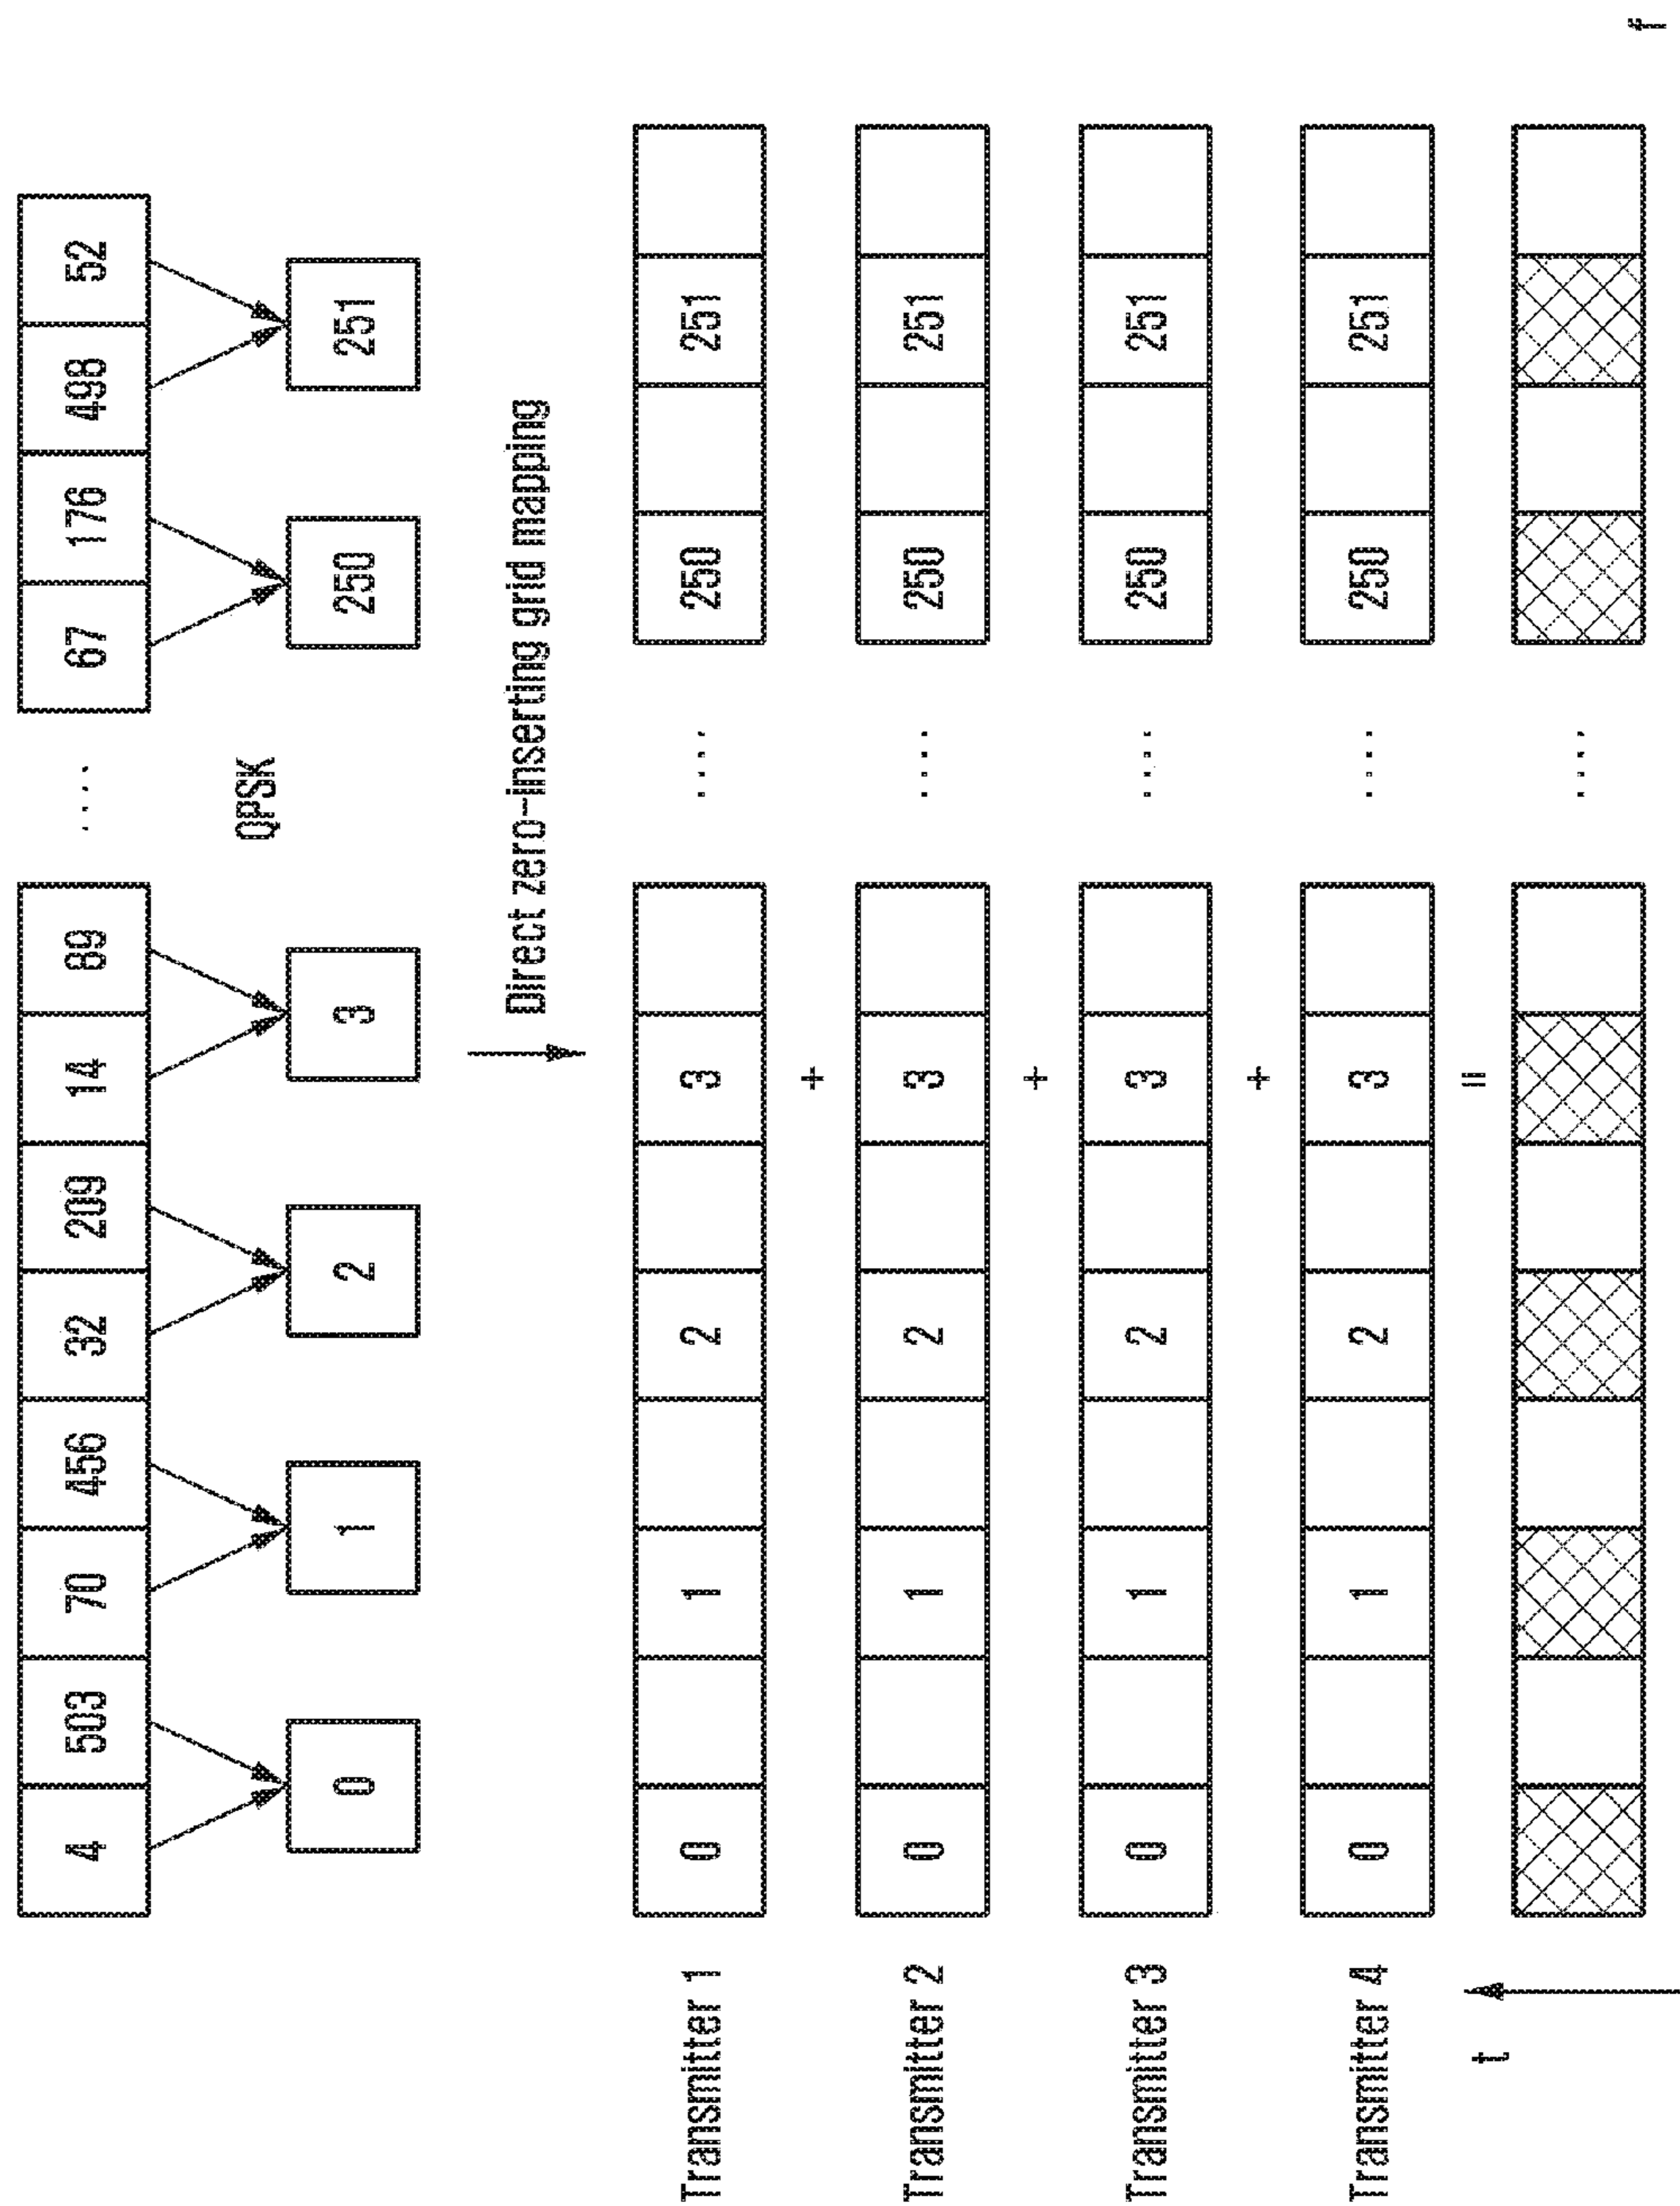 4 503 70 456 32 209 14 89 .... 67 176 498 52
QPSK
0 1 2 3 250 251
Direct zero-inserting grid mapping
Transmitter 1 0 1 2 3 .... 250 251
+
Transmitter 2 0 1 2 3 .... 250 251
+
Transmitter 3 0 1 2 3 .... 250 251
+
Transmitter 4 0 1 2 3 .... 250 251
=
....
t
f